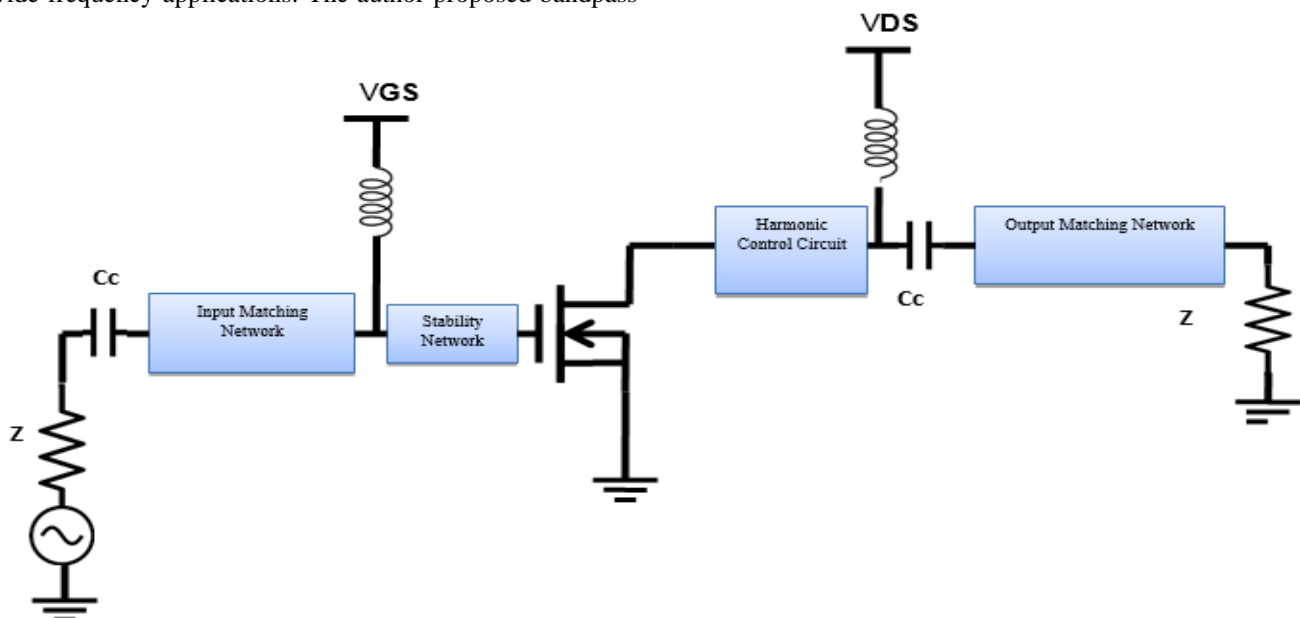 wide frequency applications. The author proposed bandpass
VDS
VGS
Harmonic
Control Circuit
Output Matching Network
Cc
Cc
Input Matching
Network
Stability
Network
Z
Z